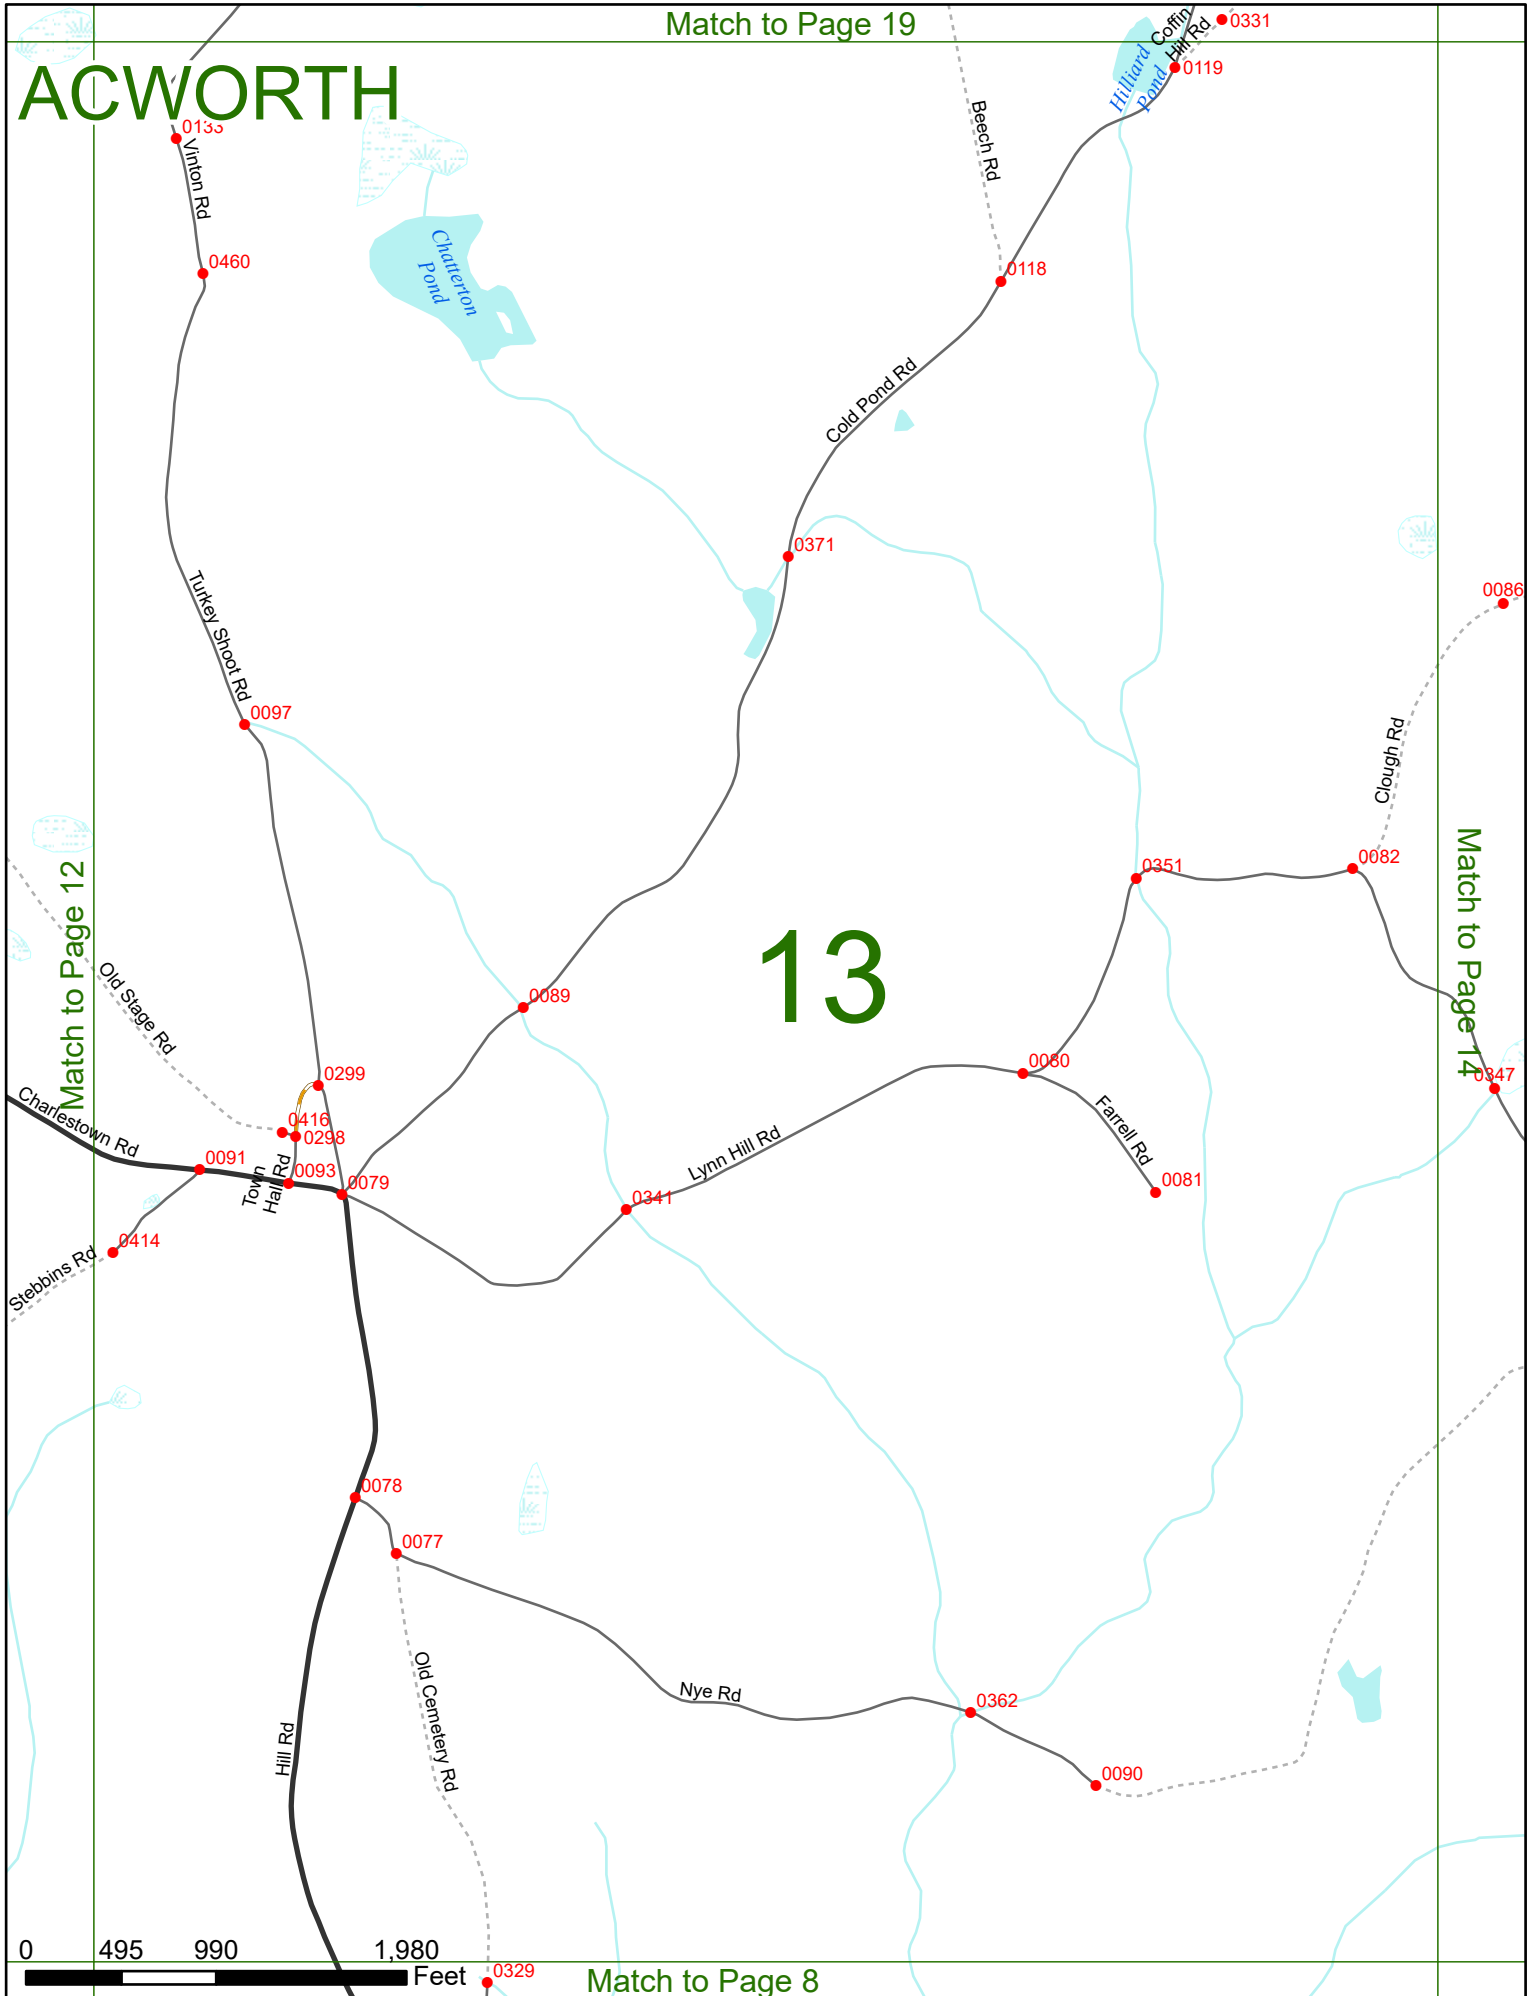 Match to Page 19
Coffin
Hill Rd
0331
Hilliard
Pond
0119
ACWORTH
0133
Vinton Rd
Beech Rd
0460
Chatterton
Pond
0118
Cold Pond Rd
0371
0086
Turkey Shoot Rd
0097
Clough Rd
Match to Page 12
Match to Page 14
0351
0082
13
Old Stage Rd
0089
0299
0080
0347
Charlestown Rd
0416
0298
Farrell Rd
Lynn Hill Rd
0091
Town
Hall Rd
0093
0079
0081
0341
0414
Stebbins Rd
0078
0077
Old Cemetery Rd
Nye Rd
0362
Hill Rd
0090
0 495 990 1,980
Feet
0329
Match to Page 8